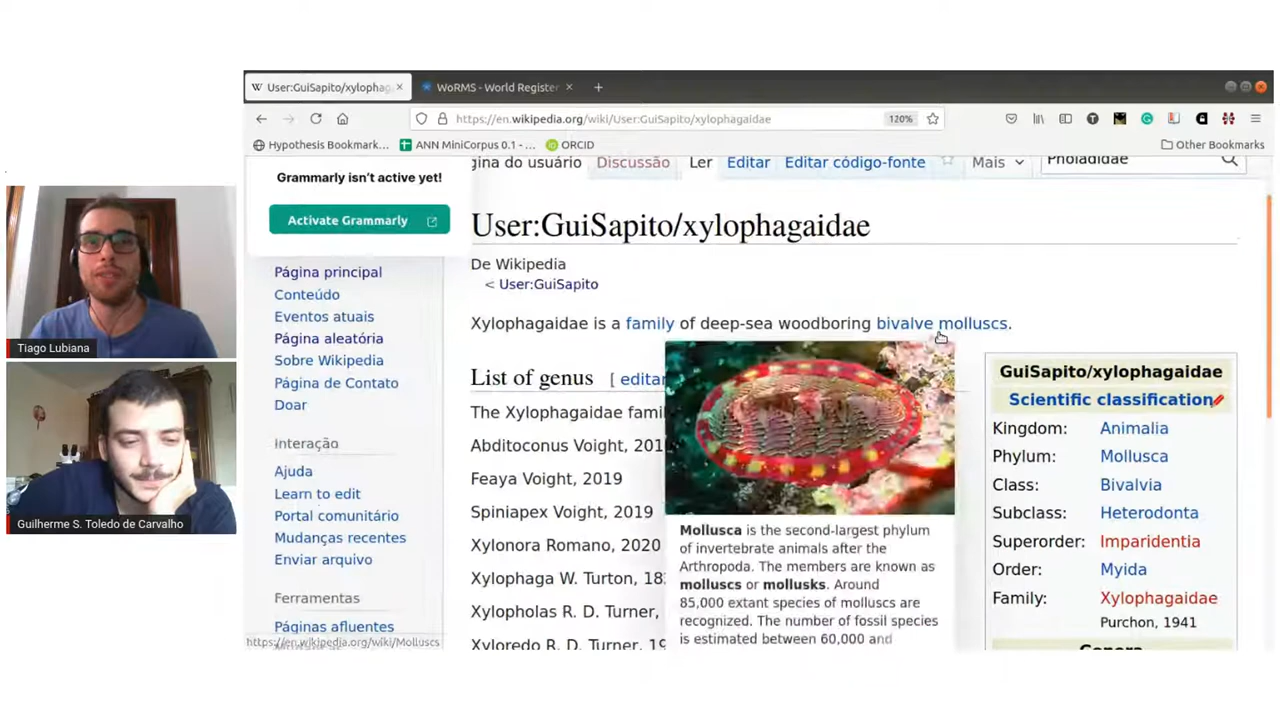 User:GuiSapito/xylophag
WoRMS - World Register
https://en.wikipedia.org/wiki/User:GuiSapito/xylophagaidae
120%
Hypothesis Bookmark...
ANN MiniCorpus 0.1 - ...
ORCID
Other Bookmarks
gina do usuário
Discussão
Ler
Editar
Editar código-fonte
Mais
Pholadidae
Grammarly isn't active yet!
Activate Grammarly
Página principal
Conteúdo
Eventos atuais
Página aleatória
Sobre Wikipedia
Página de Contato
Doar
Interação
Ajuda
Learn to edit
Portal comunitário
Mudanças recentes
Enviar arquivo
Ferramentas
Páginas afluentes
https://en.wikipedia.org/wiki/Molluscs
User:GuiSapito/xylophagaidae
De Wikipedia
< User:GuiSapito
Xylophagaidae is a family of deep-sea woodboring bivalve molluscs.
List of genus [ editar
The Xylophagaidae fami
Abditoconus Voight, 201
Feaya Voight, 2019
Spiniapex Voight, 2019
Xylonora Romano, 2020
Xylophaga W. Turton, 18
Xylopholas R. D. Turner,
Xyloredo R. D. Turner, 19
Mollusca is the second-largest phylum
of invertebrate animals after the
Arthropoda. The members are known as
molluscs or mollusks. Around
85,000 extant species of molluscs are
recognized. The number of fossil species
is estimated between 60,000 and
GuiSapito/xylophagaidae
Scientific classification
Kingdom: Animalia
Phylum: Mollusca
Class: Bivalvia
Subclass: Heterodonta
Superorder: Imparidentia
Order: Myida
Family: Xylophagaidae
Purchon, 1941
Genera
Tiago Lubiana
Guilherme S. Toledo de Carvalho